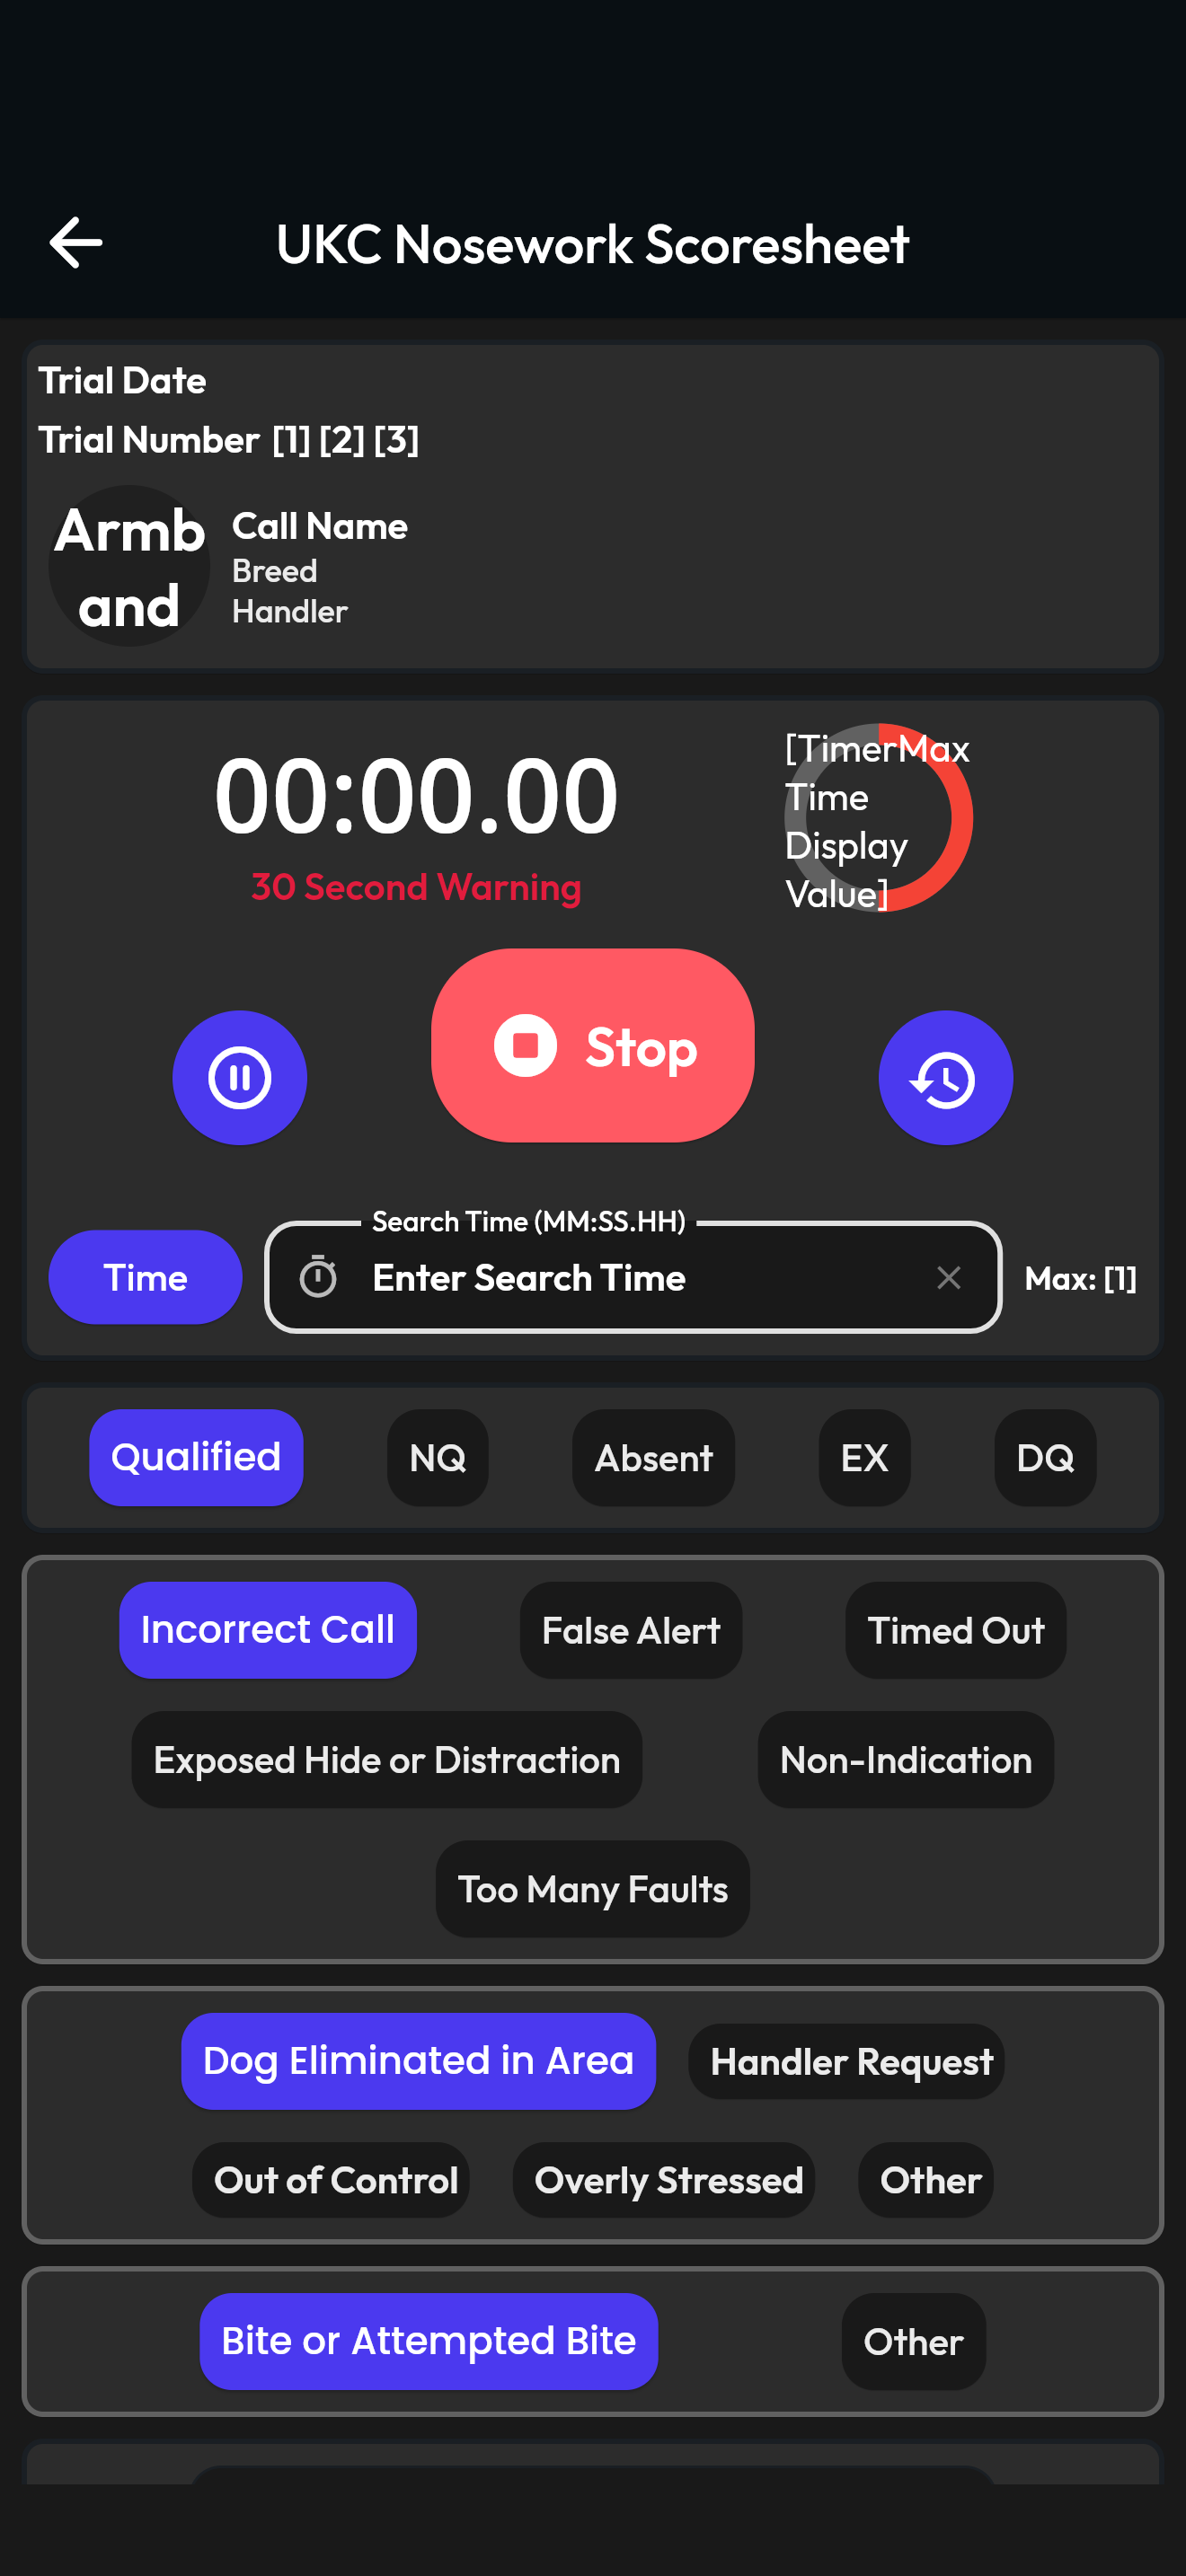 UKC Nosework Scoresheet
Trial Date
Trial Number [1] [2] [3]
Armb
and
Call Name
Breed
Handler
00:00.00
30 Second Warning
[TimerMax
Time
Display
Value]
Stop
Search Time (MM:SS.HH)
Time
Enter Search Time
Max: [1]
Qualified
NQ
Absent
EX
DQ
Incorrect Call
False Alert
Timed Out
Exposed Hide or Distraction
Non-Indication
Too Many Faults
Dog Eliminated in Area
Handler Request
Out of Control
Overly Stressed
Other
Bite or Attempted Bite
Other